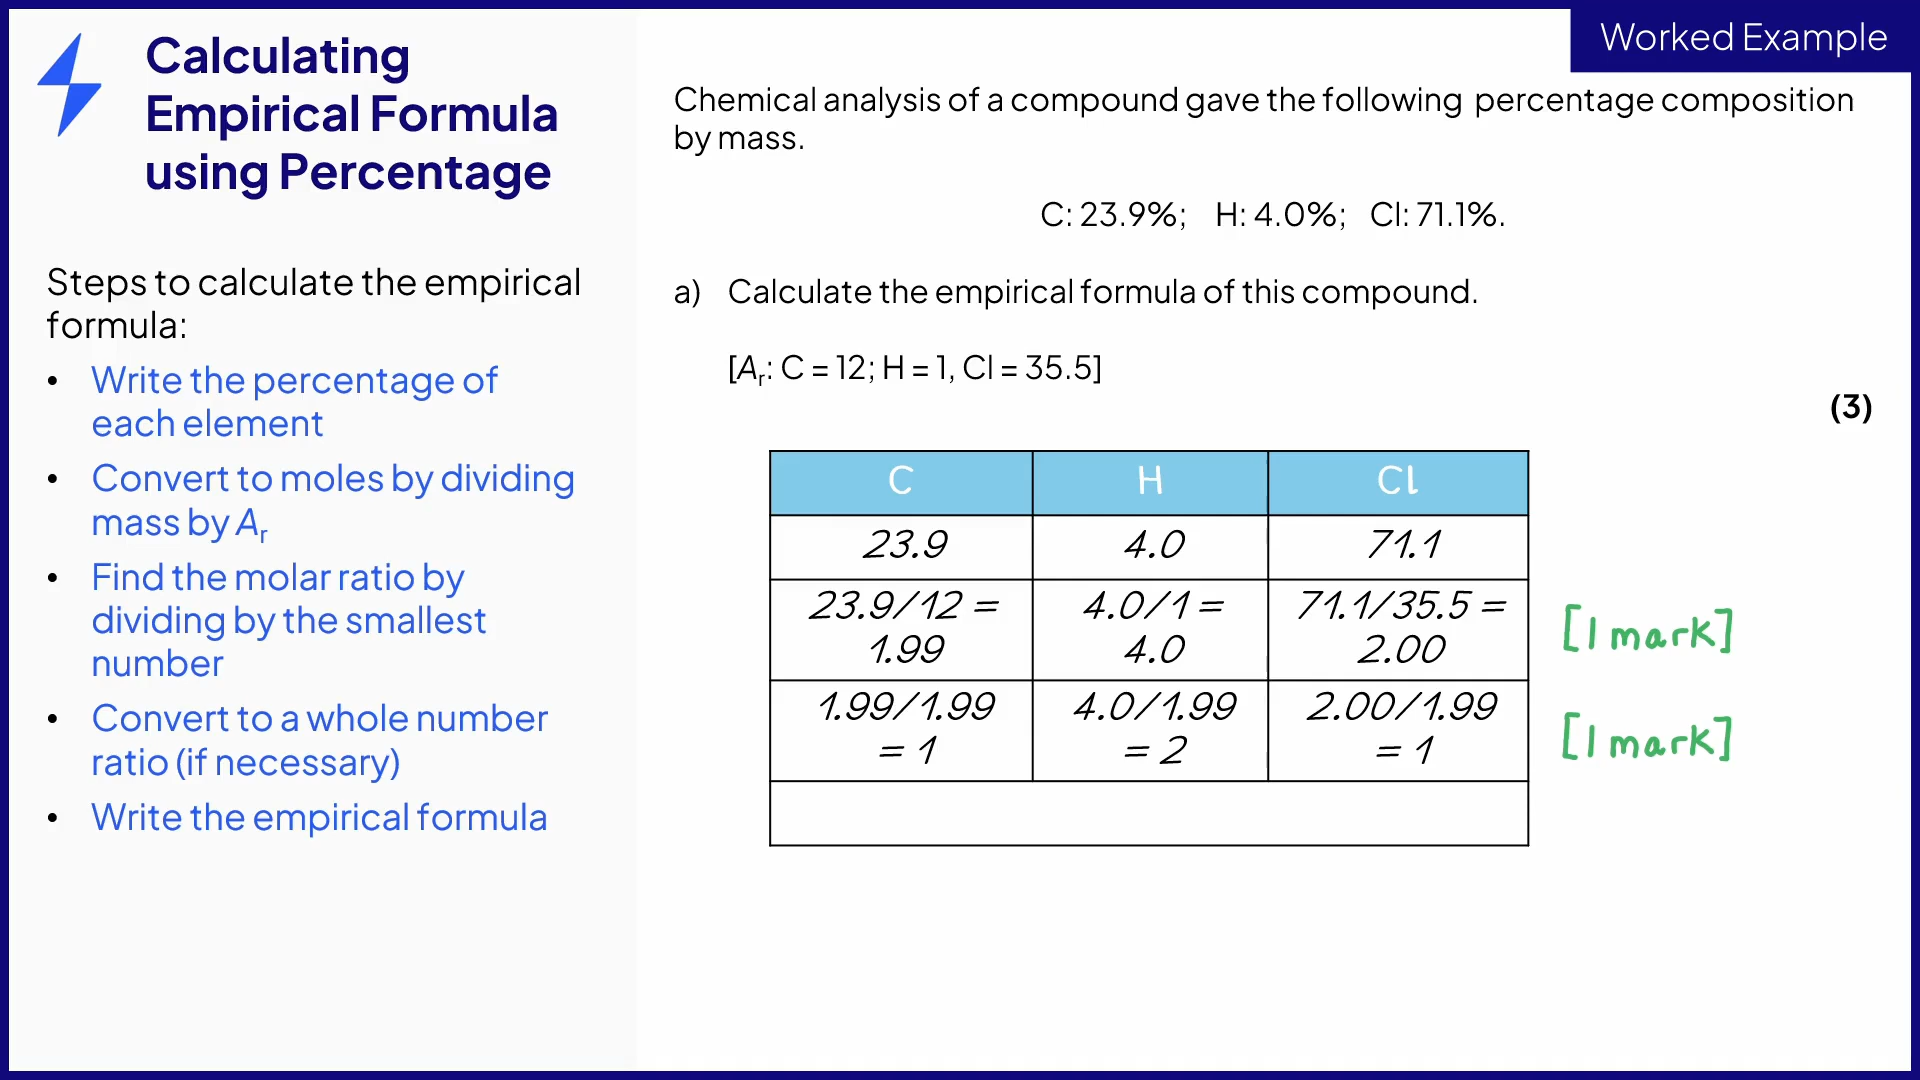 Worked Example
Calculating
Empirical Formula
using Percentage
Steps to calculate the empirical
formula:
• Write the percentage of
each element
• Convert to moles by dividing
mass by Ar
• Find the molar ratio by
dividing by the smallest
number
• Convert to a whole number
ratio (if necessary)
• Write the empirical formula
Chemical analysis of a compound gave the following percentage composition
by mass.
C: 23.9%; H: 4.0%; Cl: 71.1%.
a) Calculate the empirical formula of this compound.
[Ar: C = 12; H = 1, Cl = 35.5]
(3)
C H Cl
23.9 4.0 71.1
23.9/12 = 4.0/1 = 71.1/35.5 =
1.99 4.0 2.00
[1 mark]
1.99/1.99 4.0/1.99 2.00/1.99
= 1 = 2 = 1
[1 mark]